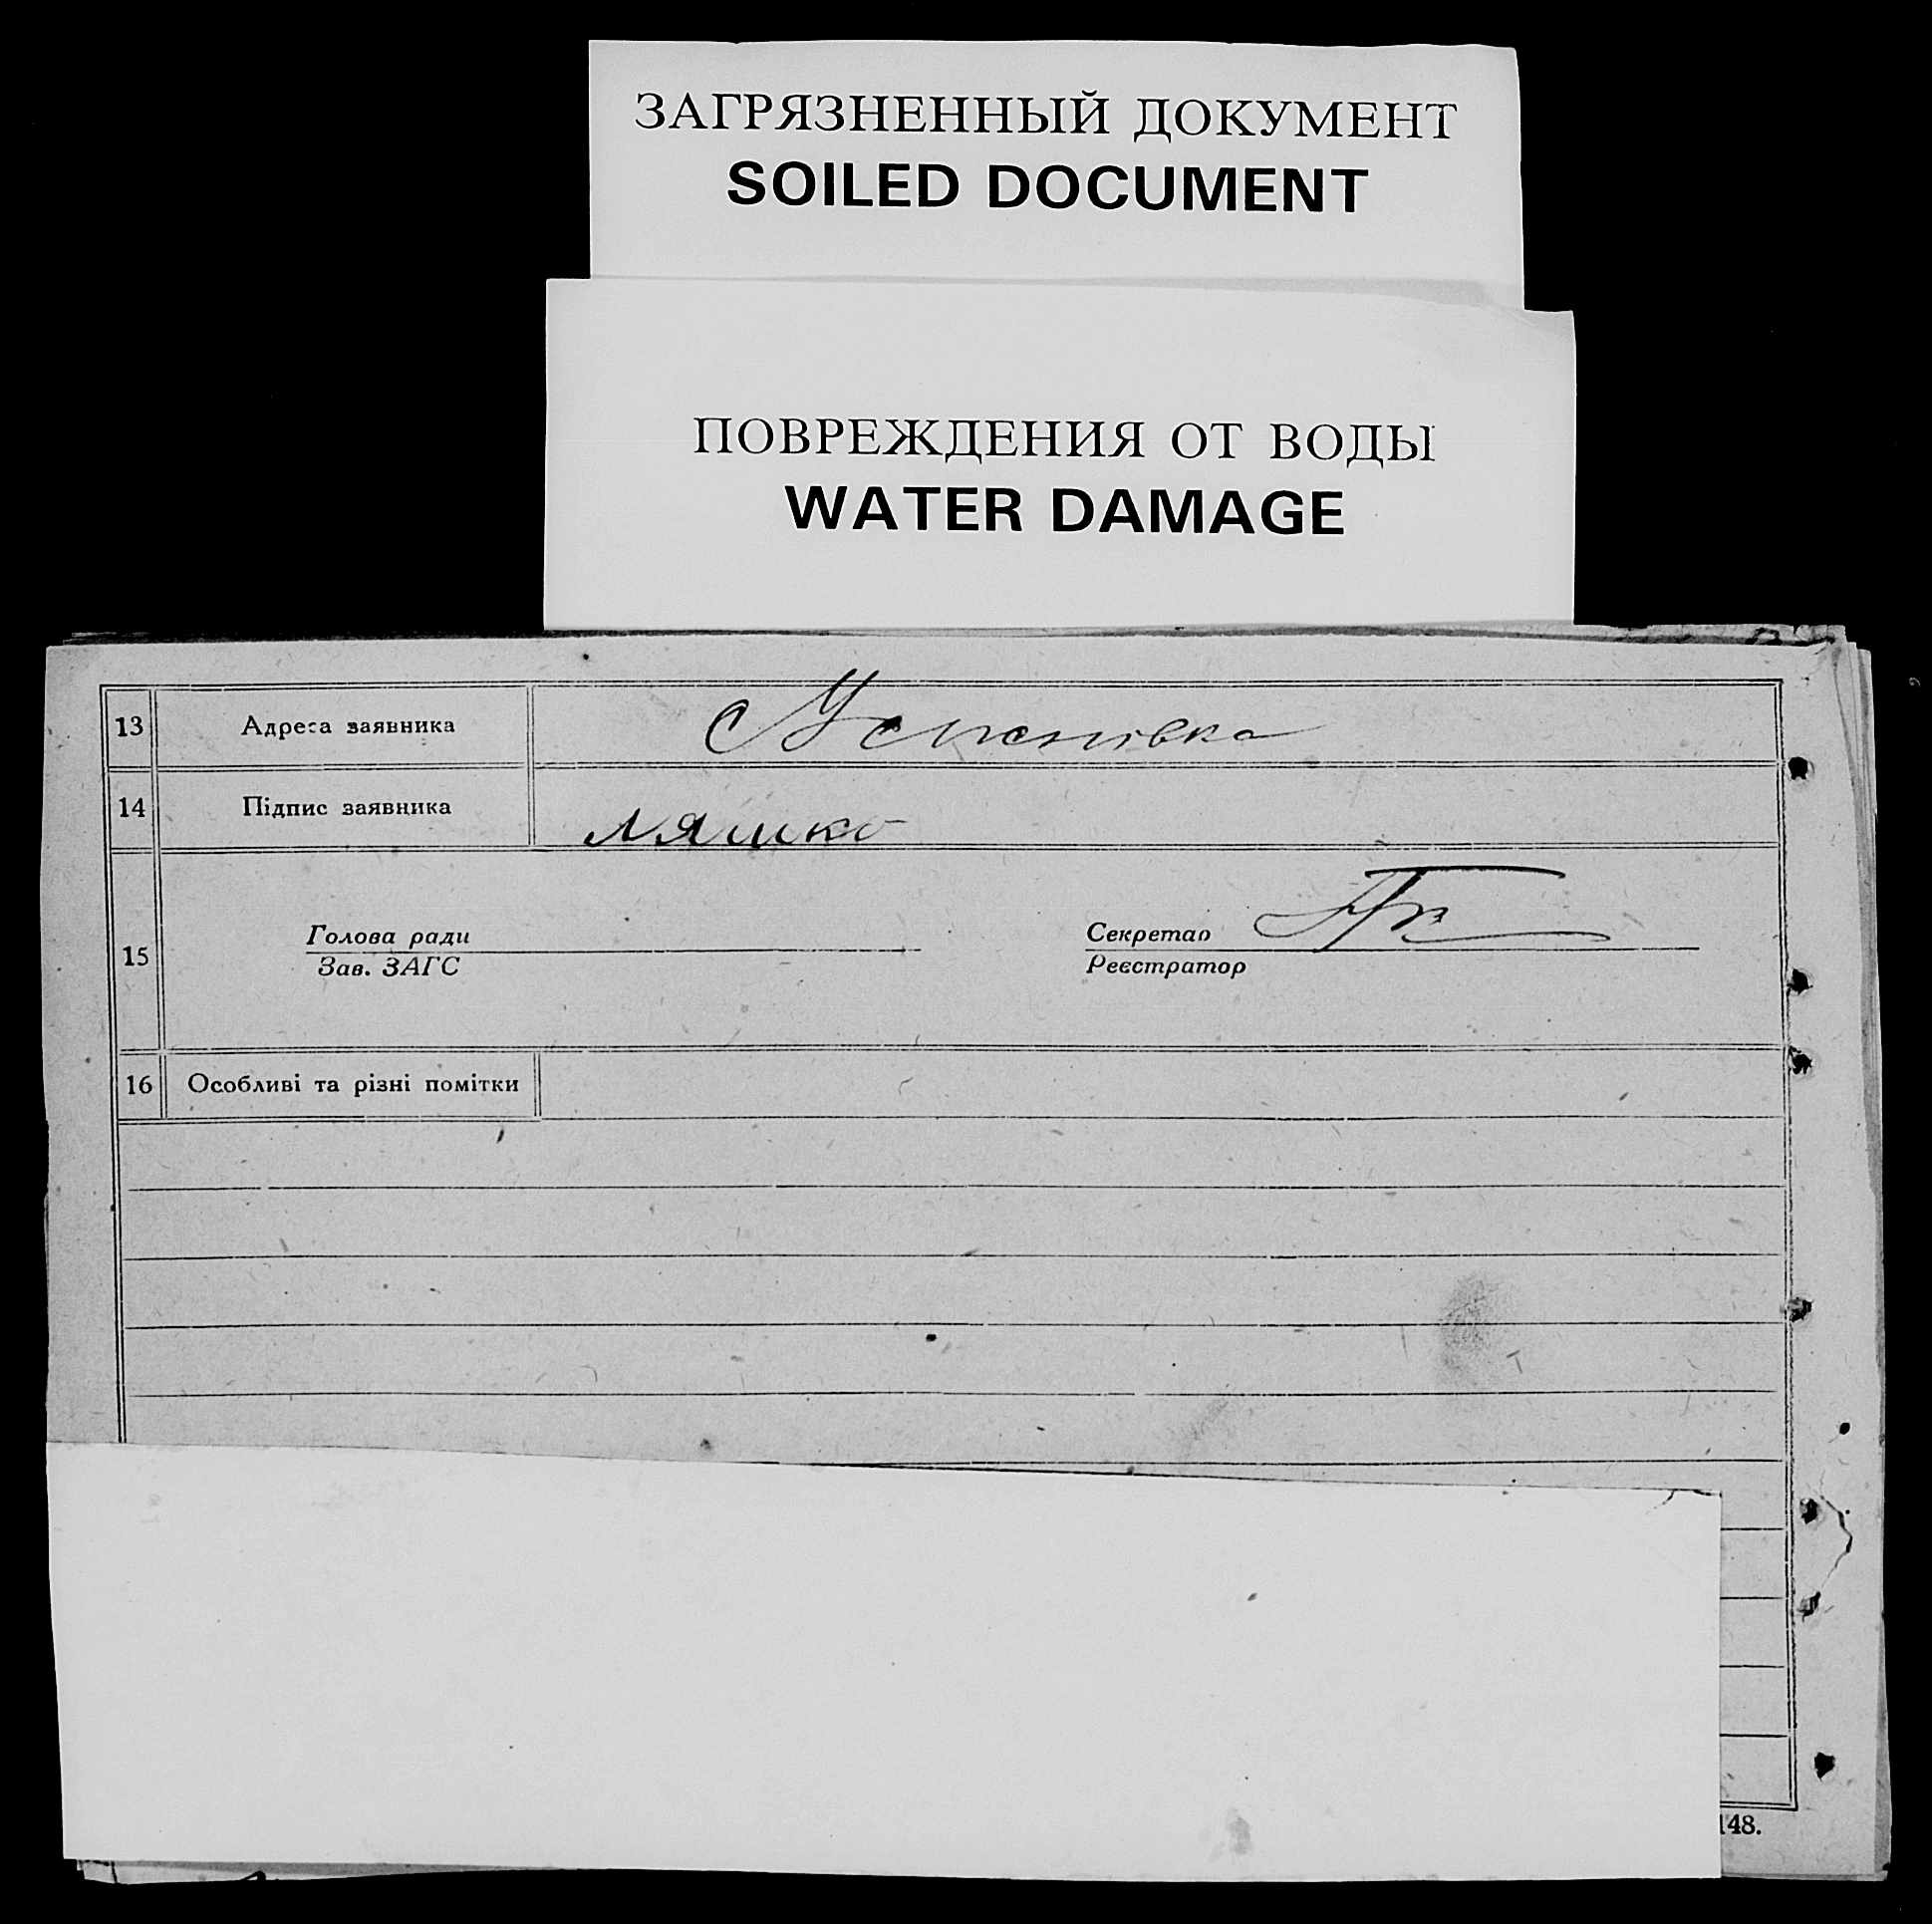 ЗАГРЯЗНЕННЫЙ ДОКУМЕНТ
SOILED DOCUMENT
ПОВРЕЖДЕНИЯ ОТ ВОДЫ
WATER DAMAGE
13 Адреса заявника с Успенівка
14 Підпис заявника Ляшко
Голова ради Секретар
15
Зав. ЗАГС Реєстратор
16 Особливі та різні помітки
148.